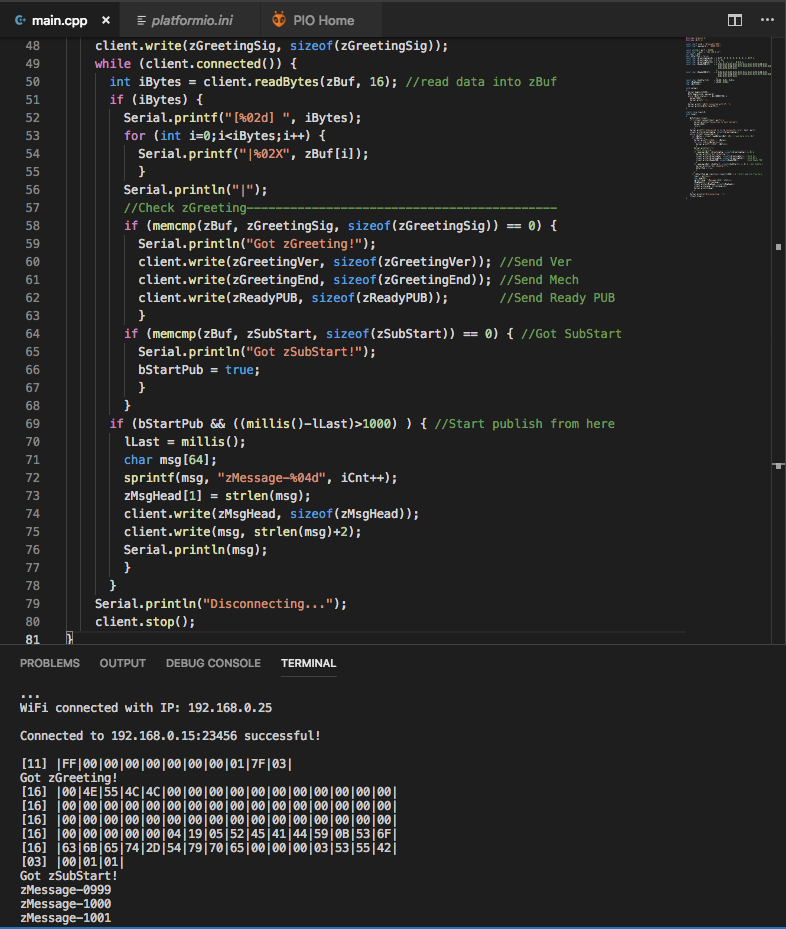 main.cpp × platformio.ini PIO Home
48 client.write(zGreetingSig, sizeof(zGreetingSig));
49 while (client.connected()) {
50 int iBytes = client.readBytes(zBuf, 16); //read data into zBuf
51 if (iBytes) {
52 Serial.printf("[%02d] ", iBytes);
53 for (int i=0;i<iBytes;i++) {
54 Serial.printf("|%02X", zBuf[i]);
55 }
56 Serial.println("|");
57 //Check zGreeting-------------------------------------------
58 if (memcmp(zBuf, zGreetingSig, sizeof(zGreetingSig)) == 0) {
59 Serial.println("Got zGreeting!");
60 client.write(zGreetingVer, sizeof(zGreetingVer)); //Send Ver
61 client.write(zGreetingEnd, sizeof(zGreetingEnd)); //Send Mech
62 client.write(zReadyPUB, sizeof(zReadyPUB)); //Send Ready PUB
63 }
64 if (memcmp(zBuf, zSubStart, sizeof(zSubStart)) == 0) { //Got SubStart
65 Serial.println("Got zSubStart!");
66 bStartPub = true;
67 }
68 }
69 if (bStartPub && ((millis()-lLast)>1000) ) { //Start publish from here
70 lLast = millis();
71 char msg[64];
72 sprintf(msg, "zMessage-%04d", iCnt++);
73 zMsgHead[1] = strlen(msg);
74 client.write(zMsgHead, sizeof(zMsgHead));
75 client.write(msg, strlen(msg)+2);
76 Serial.println(msg);
77 }
78 }
79 Serial.println("Disconnecting...");
80 client.stop();
81 }
PROBLEMS OUTPUT DEBUG CONSOLE TERMINAL
...
WiFi connected with IP: 192.168.0.25
Connected to 192.168.0.15:23456 successful!
[11] |FF|00|00|00|00|00|00|00|01|7F|03|
Got zGreeting!
[16] |00|4E|55|4C|4C|00|00|00|00|00|00|00|00|00|00|00|
[16] |00|00|00|00|00|00|00|00|00|00|00|00|00|00|00|00|
[16] |00|00|00|00|00|00|00|00|00|00|00|00|00|00|00|00|
[16] |00|00|00|00|00|04|19|05|52|45|41|44|59|0B|53|6F|
[16] |63|6B|65|74|2D|54|79|70|65|00|00|00|03|53|55|42|
[03] |00|01|01|
Got zSubStart!
zMessage-0999
zMessage-1000
zMessage-1001